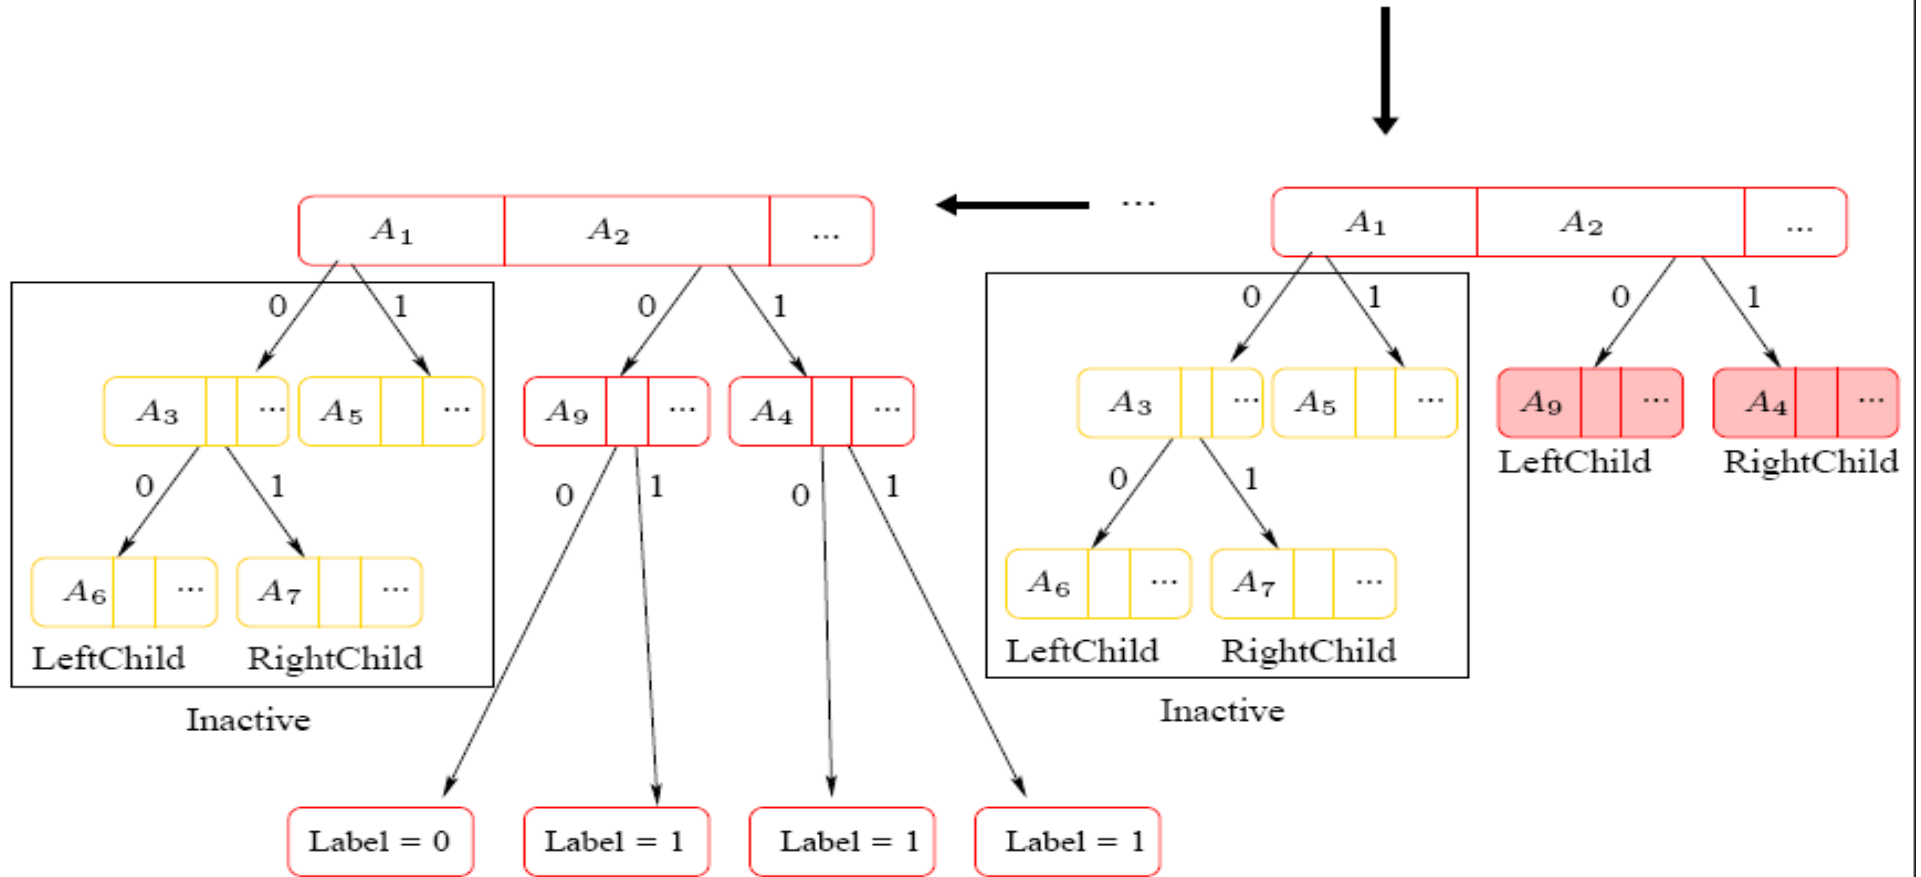 ...
A1 A2 ...
A1 A2 ...
0 1 0 1
0 1 0 1
A3 ... A5 ...
A9 ... A4 ...
A3 ... A5 ...
A9 ... A4 ...
LeftChild RightChild
0 1
0 1 0 1
0 1
A6 ... A7 ...
A6 ... A7 ...
LeftChild RightChild
LeftChild RightChild
Inactive
Inactive
Label = 0
Label = 1
Label = 1
Label = 1